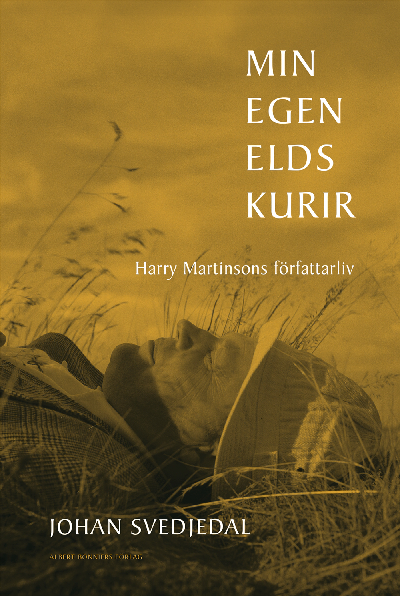 MIN
EGEN
ELDS
KURIR
Harry Martinsons författarliv
JOHAN SVEDJEDAL
ALBERT BONNIERS FÖRLAG